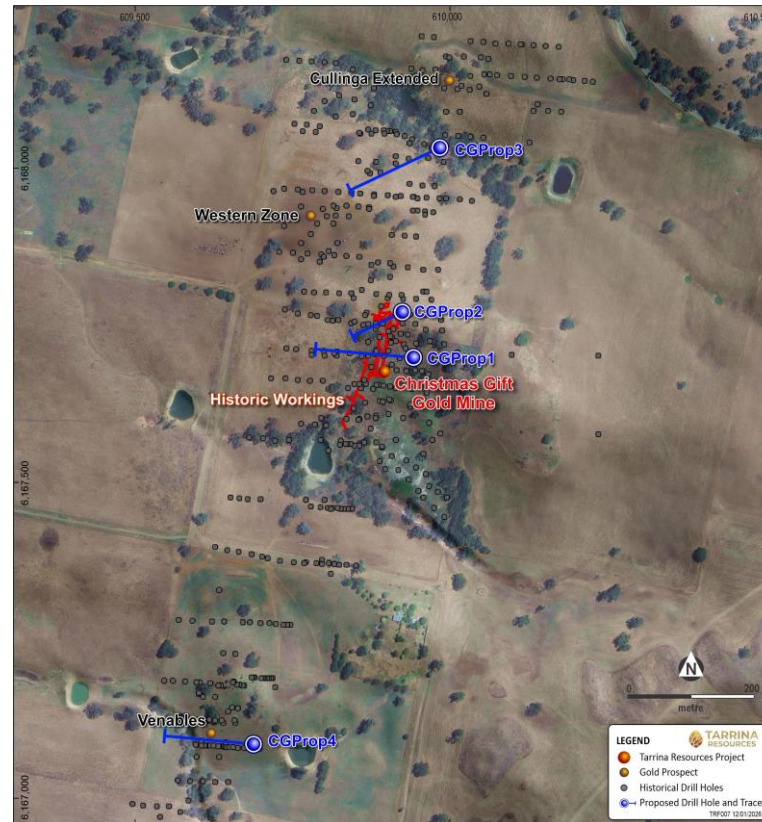 609,500
610,000
610,5
Cullinga Extended
CGProp3
6,168,000
Western Zone
CGProp2
CGProp1
Christmas Gift
Gold Mine
Historic Workings
6,167,500
Venables
CGProp4
6,167,000
N
0 200
metre
LEGEND
TARRINA
RESOURCES
Tarrina Resources Project
Gold Prospect
Historical Drill Holes
Proposed Drill Hole and Trace
TRF007 12/01/2026